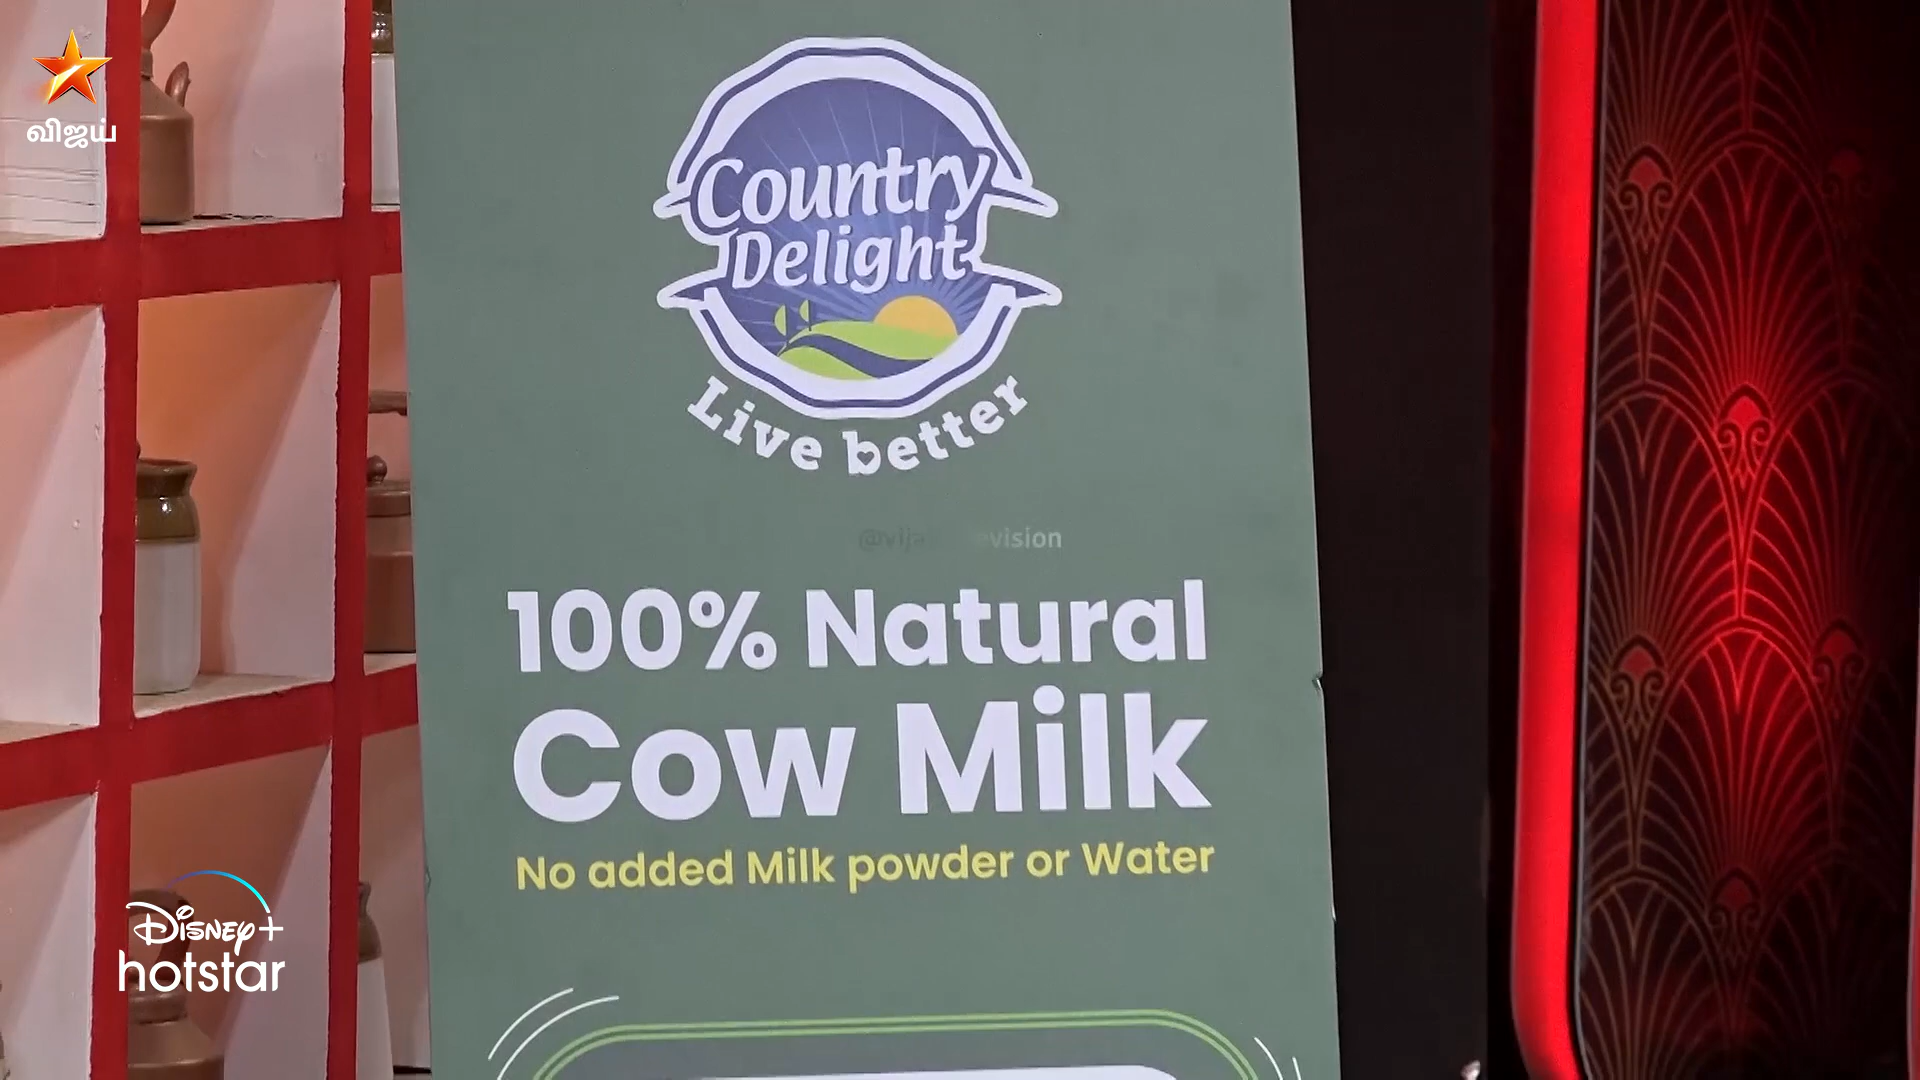 விஜய்
Country
Delight
Live better
100% Natural
Cow Milk
No added Milk powder or Water
Disney+
hotstar